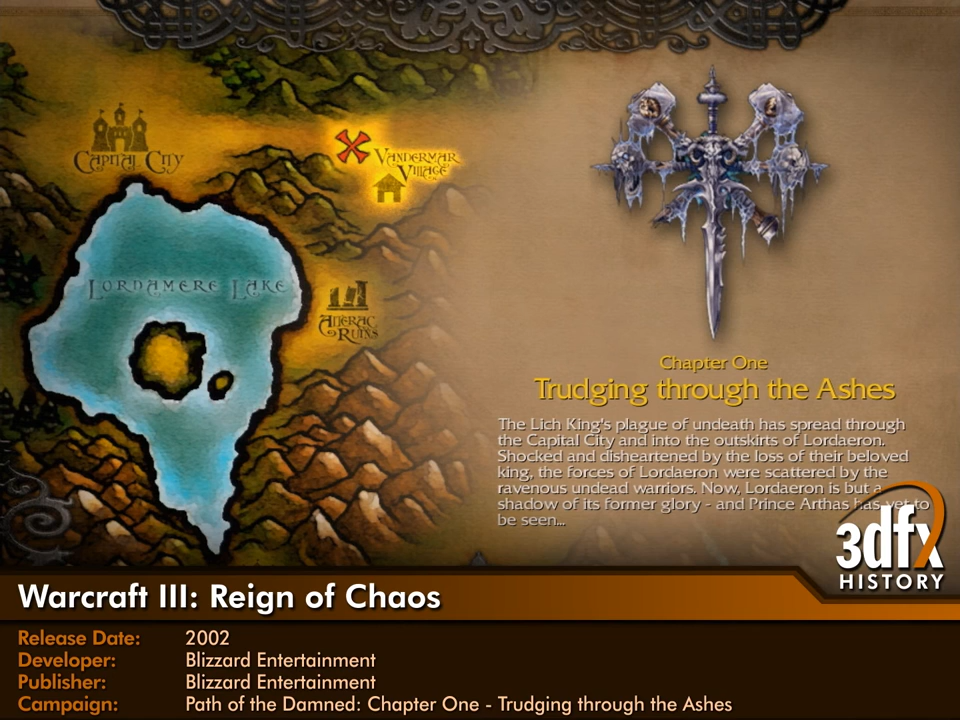 Capital City
Vandermar
Village
Lordamere Lake
Alterac
Ruins
Chapter One
Trudging through the Ashes
The Lich King's plague of undeath has spread through
the Capital City and into the outskirts of Lordaeron.
Shocked and disheartened by the loss of their beloved
king, the forces of Lordaeron were scattered by the
ravenous undead warriors. Now, Lordaeron is but a
shadow of its former glory - and Prince Arthas has yet to
be seen...
3dfx
HISTORY
Warcraft III: Reign of Chaos
Release Date: 2002
Developer: Blizzard Entertainment
Publisher: Blizzard Entertainment
Campaign: Path of the Damned: Chapter One - Trudging through the Ashes